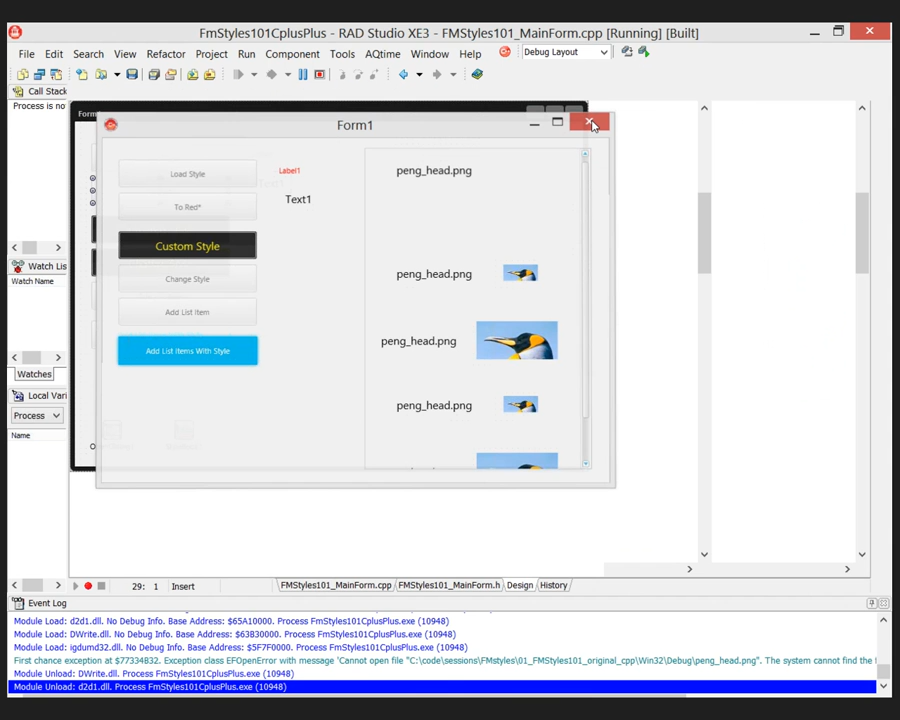 FmStyles101CplusPlus - RAD Studio XE3 - FMStyles101_MainForm.cpp [Running] [Built]
File Edit Search View Refactor Project Run Component Tools AQtime Window Help
Debug Layout
Call Stack
Process is no
Form
Form1
Load Style
Label1
peng_head.png
To Red*
Text1
Custom Style
Change Style
peng_head.png
Add List Item
Add List Items With Style
peng_head.png
peng_head.png
Watch Lis
Watch Name
Watches
Local Vari
Process
Name
29: 1 Insert
FMStyles101_MainForm.cpp FMStyles101_MainForm.h Design History
Event Log
Module Load: d2d1.dll. No Debug Info. Base Address: $65A10000. Process FmStyles101CplusPlus.exe (10948)
Module Load: DWrite.dll. No Debug Info. Base Address: $63B30000. Process FmStyles101CplusPlus.exe (10948)
Module Load: igdumd32.dll. No Debug Info. Base Address: $5F7F0000. Process FmStyles101CplusPlus.exe (10948)
First chance exception at $77334B32. Exception class EFOpenError with message 'Cannot open file "C:\code\sessions\FMstyles\01_FMStyles101_original_cpp\Win32\Debug\peng_head.png". The system cannot find the f
Module Unload: DWrite.dll. Process FmStyles101CplusPlus.exe (10948)
Module Unload: d2d1.dll. Process FmStyles101CplusPlus.exe (10948)